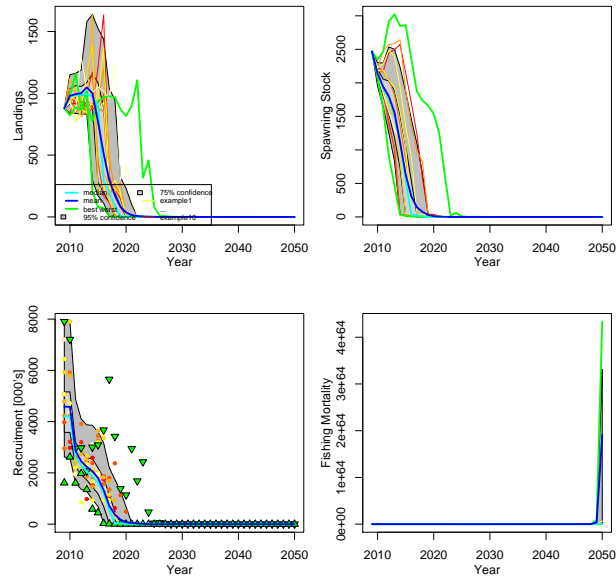 1500
1000
500
0
Landings
median
mean
best worst
95% confidence
75% confidence
example1
...
example10
2010 2020 2030 2040 2050
Year
2500
1500
500
0
Spawning Stock
2010 2020 2030 2040 2050
Year
8000
6000
4000
2000
0
Recruitment [000's]
2010 2020 2030 2040 2050
Year
4e+64
3e+64
2e+64
1e+64
0e+00
Fishing Mortality
2010 2020 2030 2040 2050
Year